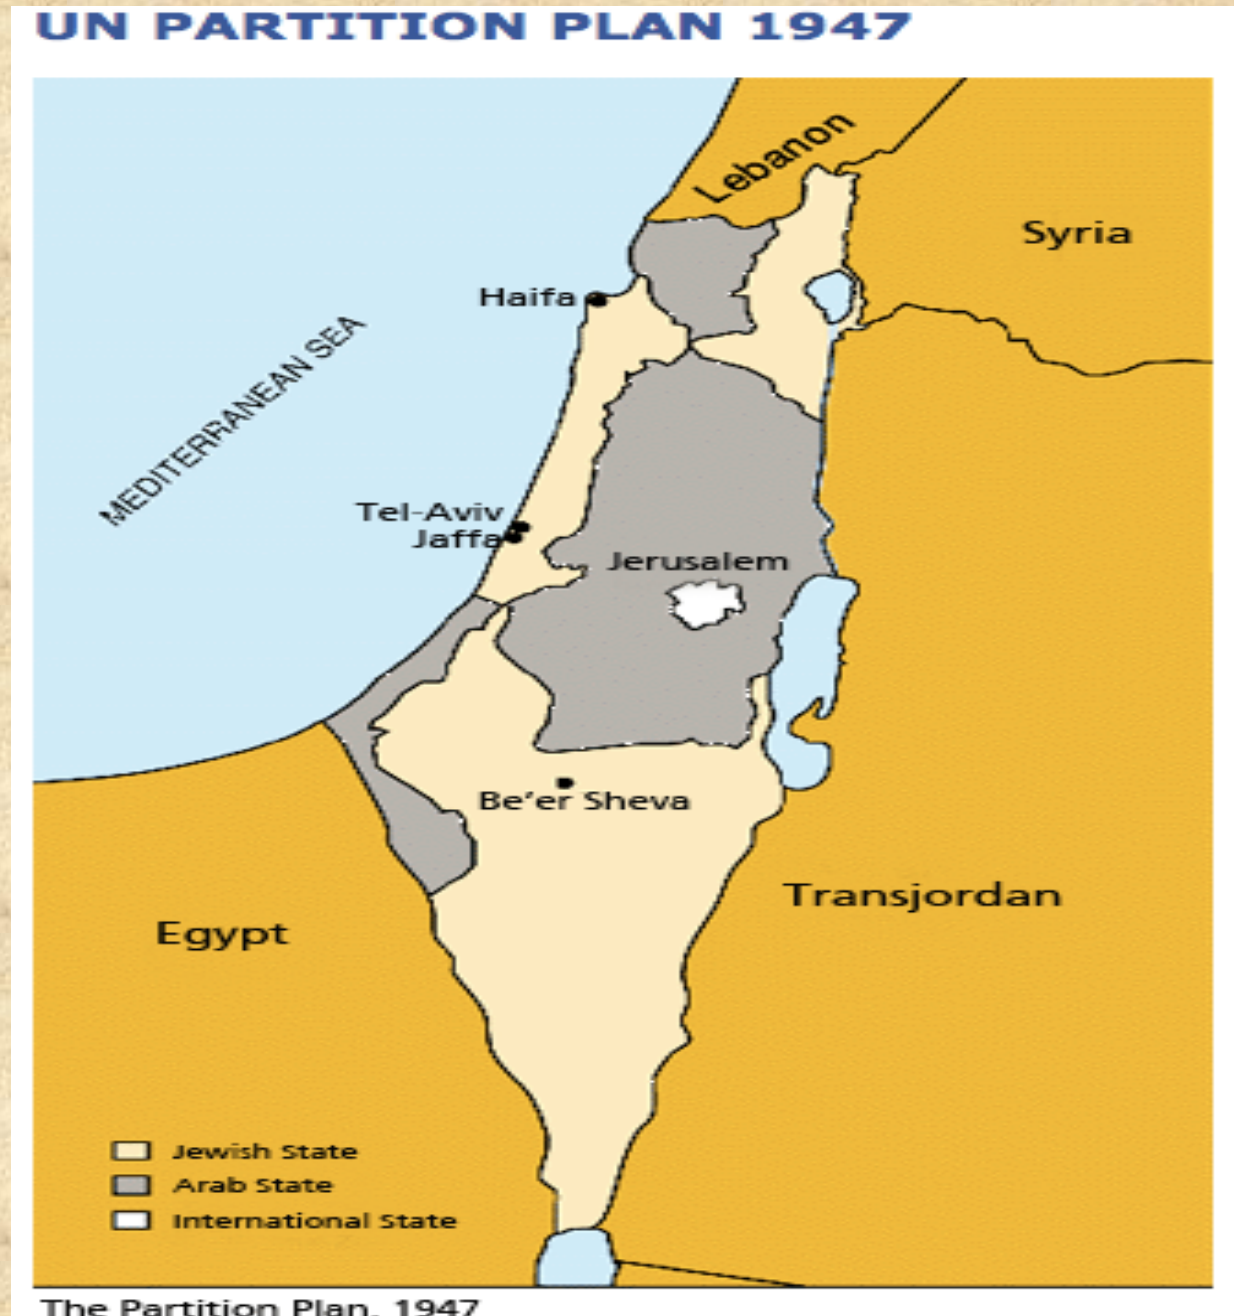 UN PARTITION PLAN 1947
Lebanon
Syria
Haifa
MEDITERRANEAN SEA
Tel-Aviv
Jaffa
Jerusalem
Be’er Sheva
Transjordan
Egypt
Jewish State
Arab State
International State
The Partition Plan, 1947